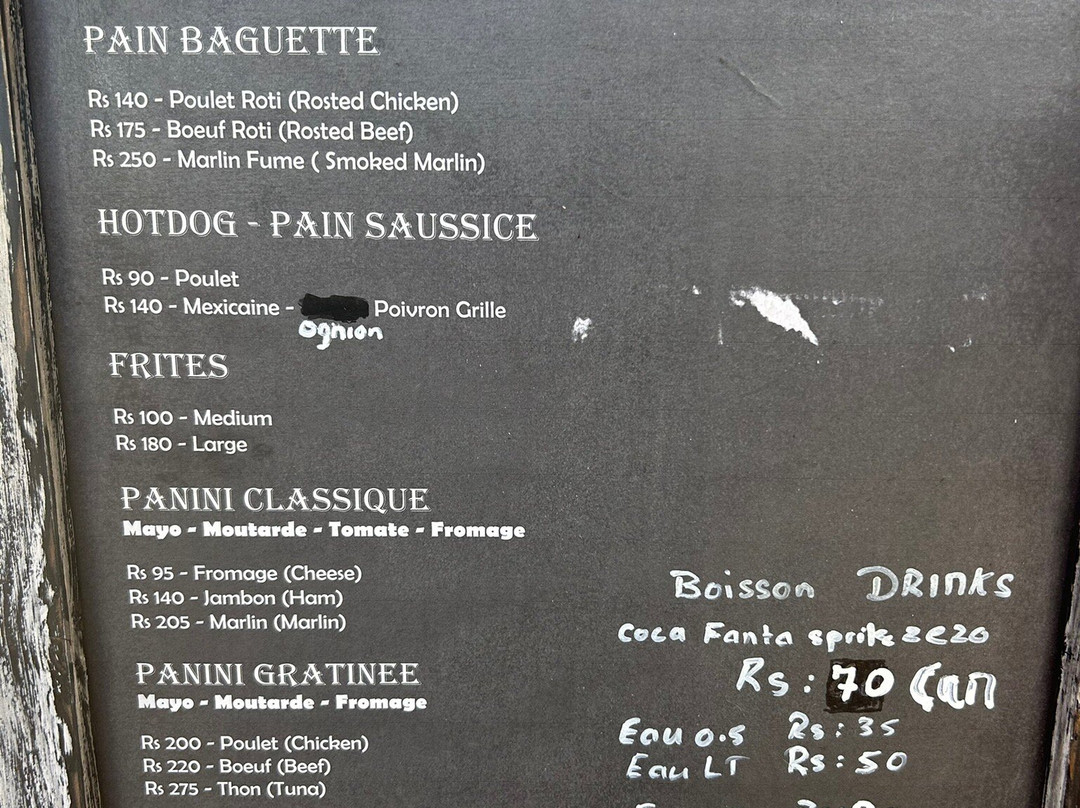 PAIN BAGUETTE
Rs 140 - Poulet Roti (Rosted Chicken)
Rs 175 - Boeuf Roti (Rosted Beef)
Rs 250 - Marlin Fume ( Smoked Marlin)
HOTDOG - PAIN SAUSSICE
Rs 90 - Poulet
Rs 140 - Mexicaine - Poivron Grille
Ognion
FRITES
Rs 100 - Medium
Rs 180 - Large
PANINI CLASSIQUE
Mayo - Moutarde - Tomate - Fromage
Rs 95 - Fromage (Cheese)
Rs 140 - Jambon (Ham)
Rs 205 - Marlin (Marlin)
PANINI GRATINEE
Mayo - Moutarde - Fromage
Rs 200 - Poulet (Chicken)
Rs 220 - Boeuf (Beef)
Rs 275 - Thon (Tuna)
Boisson DRINKS
Coca Fanta sprite
Rs: 70 Can
Eau 0.5 Rs: 35
Eau LT Rs: 50